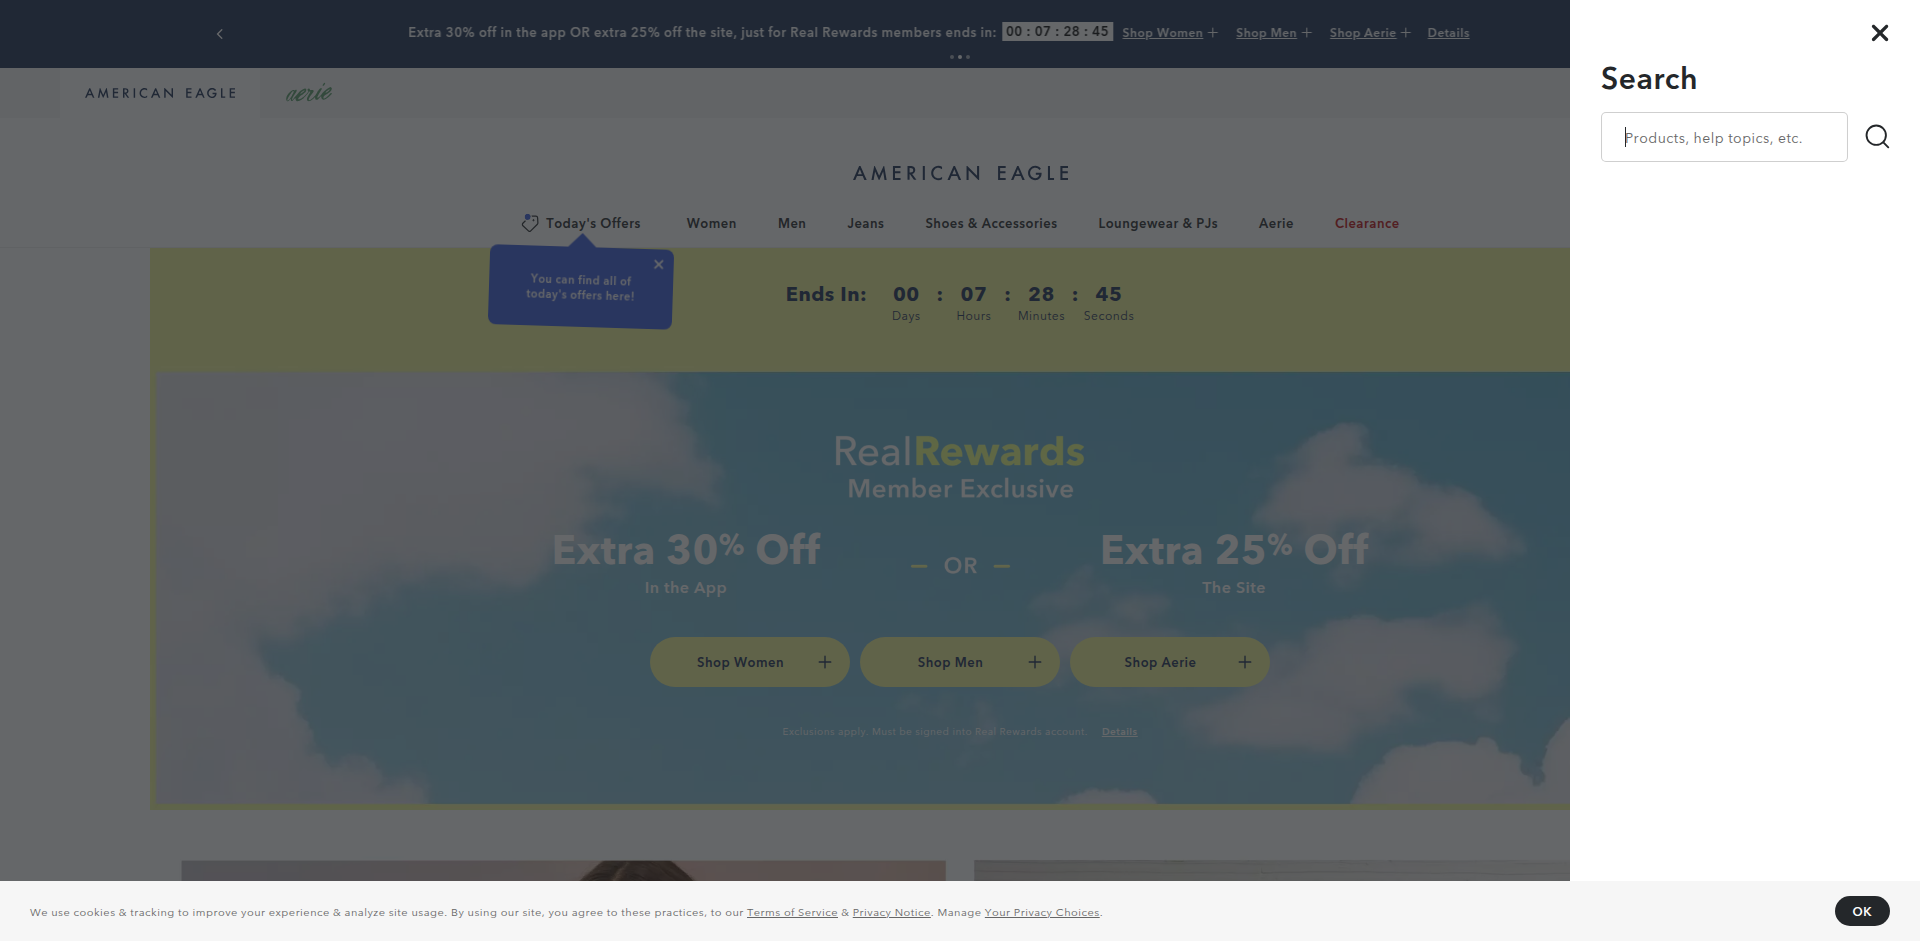 Extra 30% off in the app OR extra 25% off the site, just for Real Rewards members ends in: 00 : 07 : 28 : 45 Shop Women + Shop Men + Shop Aerie + Details
AMERICAN EAGLE aerie
AMERICAN EAGLE
Today's Offers Women Men Jeans Shoes & Accessories Loungewear & PJs Aerie Clearance
You can find all of
today's offers here!
Ends In: 00 : 07 : 28 : 45
Days Hours Minutes Seconds
RealRewards
Member Exclusive
Extra 30% Off
In the App
— OR —
Extra 25% Off
The Site
Shop Women +
Shop Men +
Shop Aerie +
Exclusions apply. Must be signed into Real Rewards account. Details
Search
Products, help topics, etc.
We use cookies & tracking to improve your experience & analyze site usage. By using our site, you agree to these practices, to our Terms of Service & Privacy Notice. Manage Your Privacy Choices.
OK